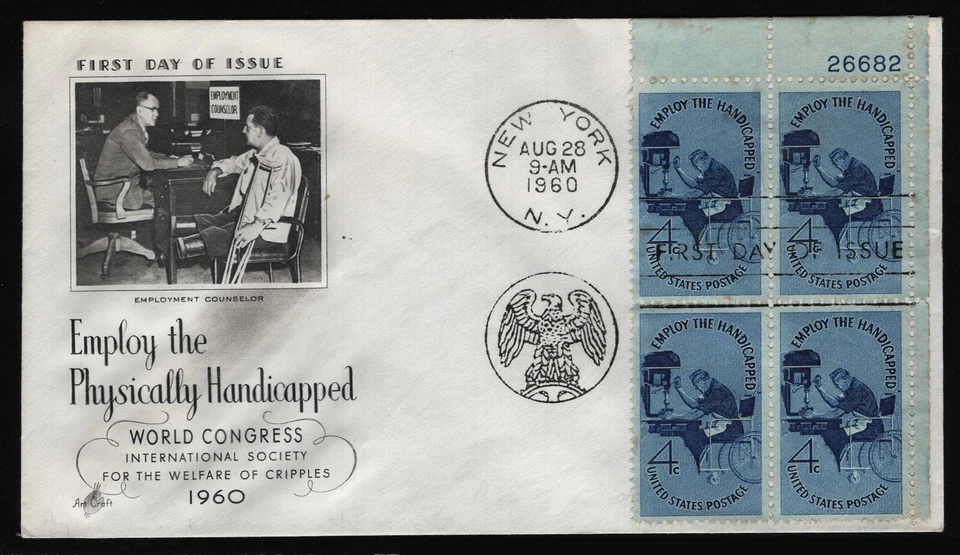 FIRST DAY OF ISSUE
EMPLOYMENT
COUNSELOR
EMPLOYMENT COUNSELOR
Employ the
Physically Handicapped
WORLD CONGRESS
INTERNATIONAL SOCIETY
FOR THE WELFARE OF CRIPPLES
1960
Art Craft
NEW YORK
AUG 28
9-AM
1960
N.Y.
26682
EMPLOY THE HANDICAPPED
4c
UNITED STATES POSTAGE
EMPLOY THE HANDICAPPED
4c
UNITED STATES POSTAGE
FIRST DAY OF ISSUE
EMPLOY THE HANDICAPPED
4c
UNITED STATES POSTAGE
EMPLOY THE HANDICAPPED
4c
UNITED STATES POSTAGE